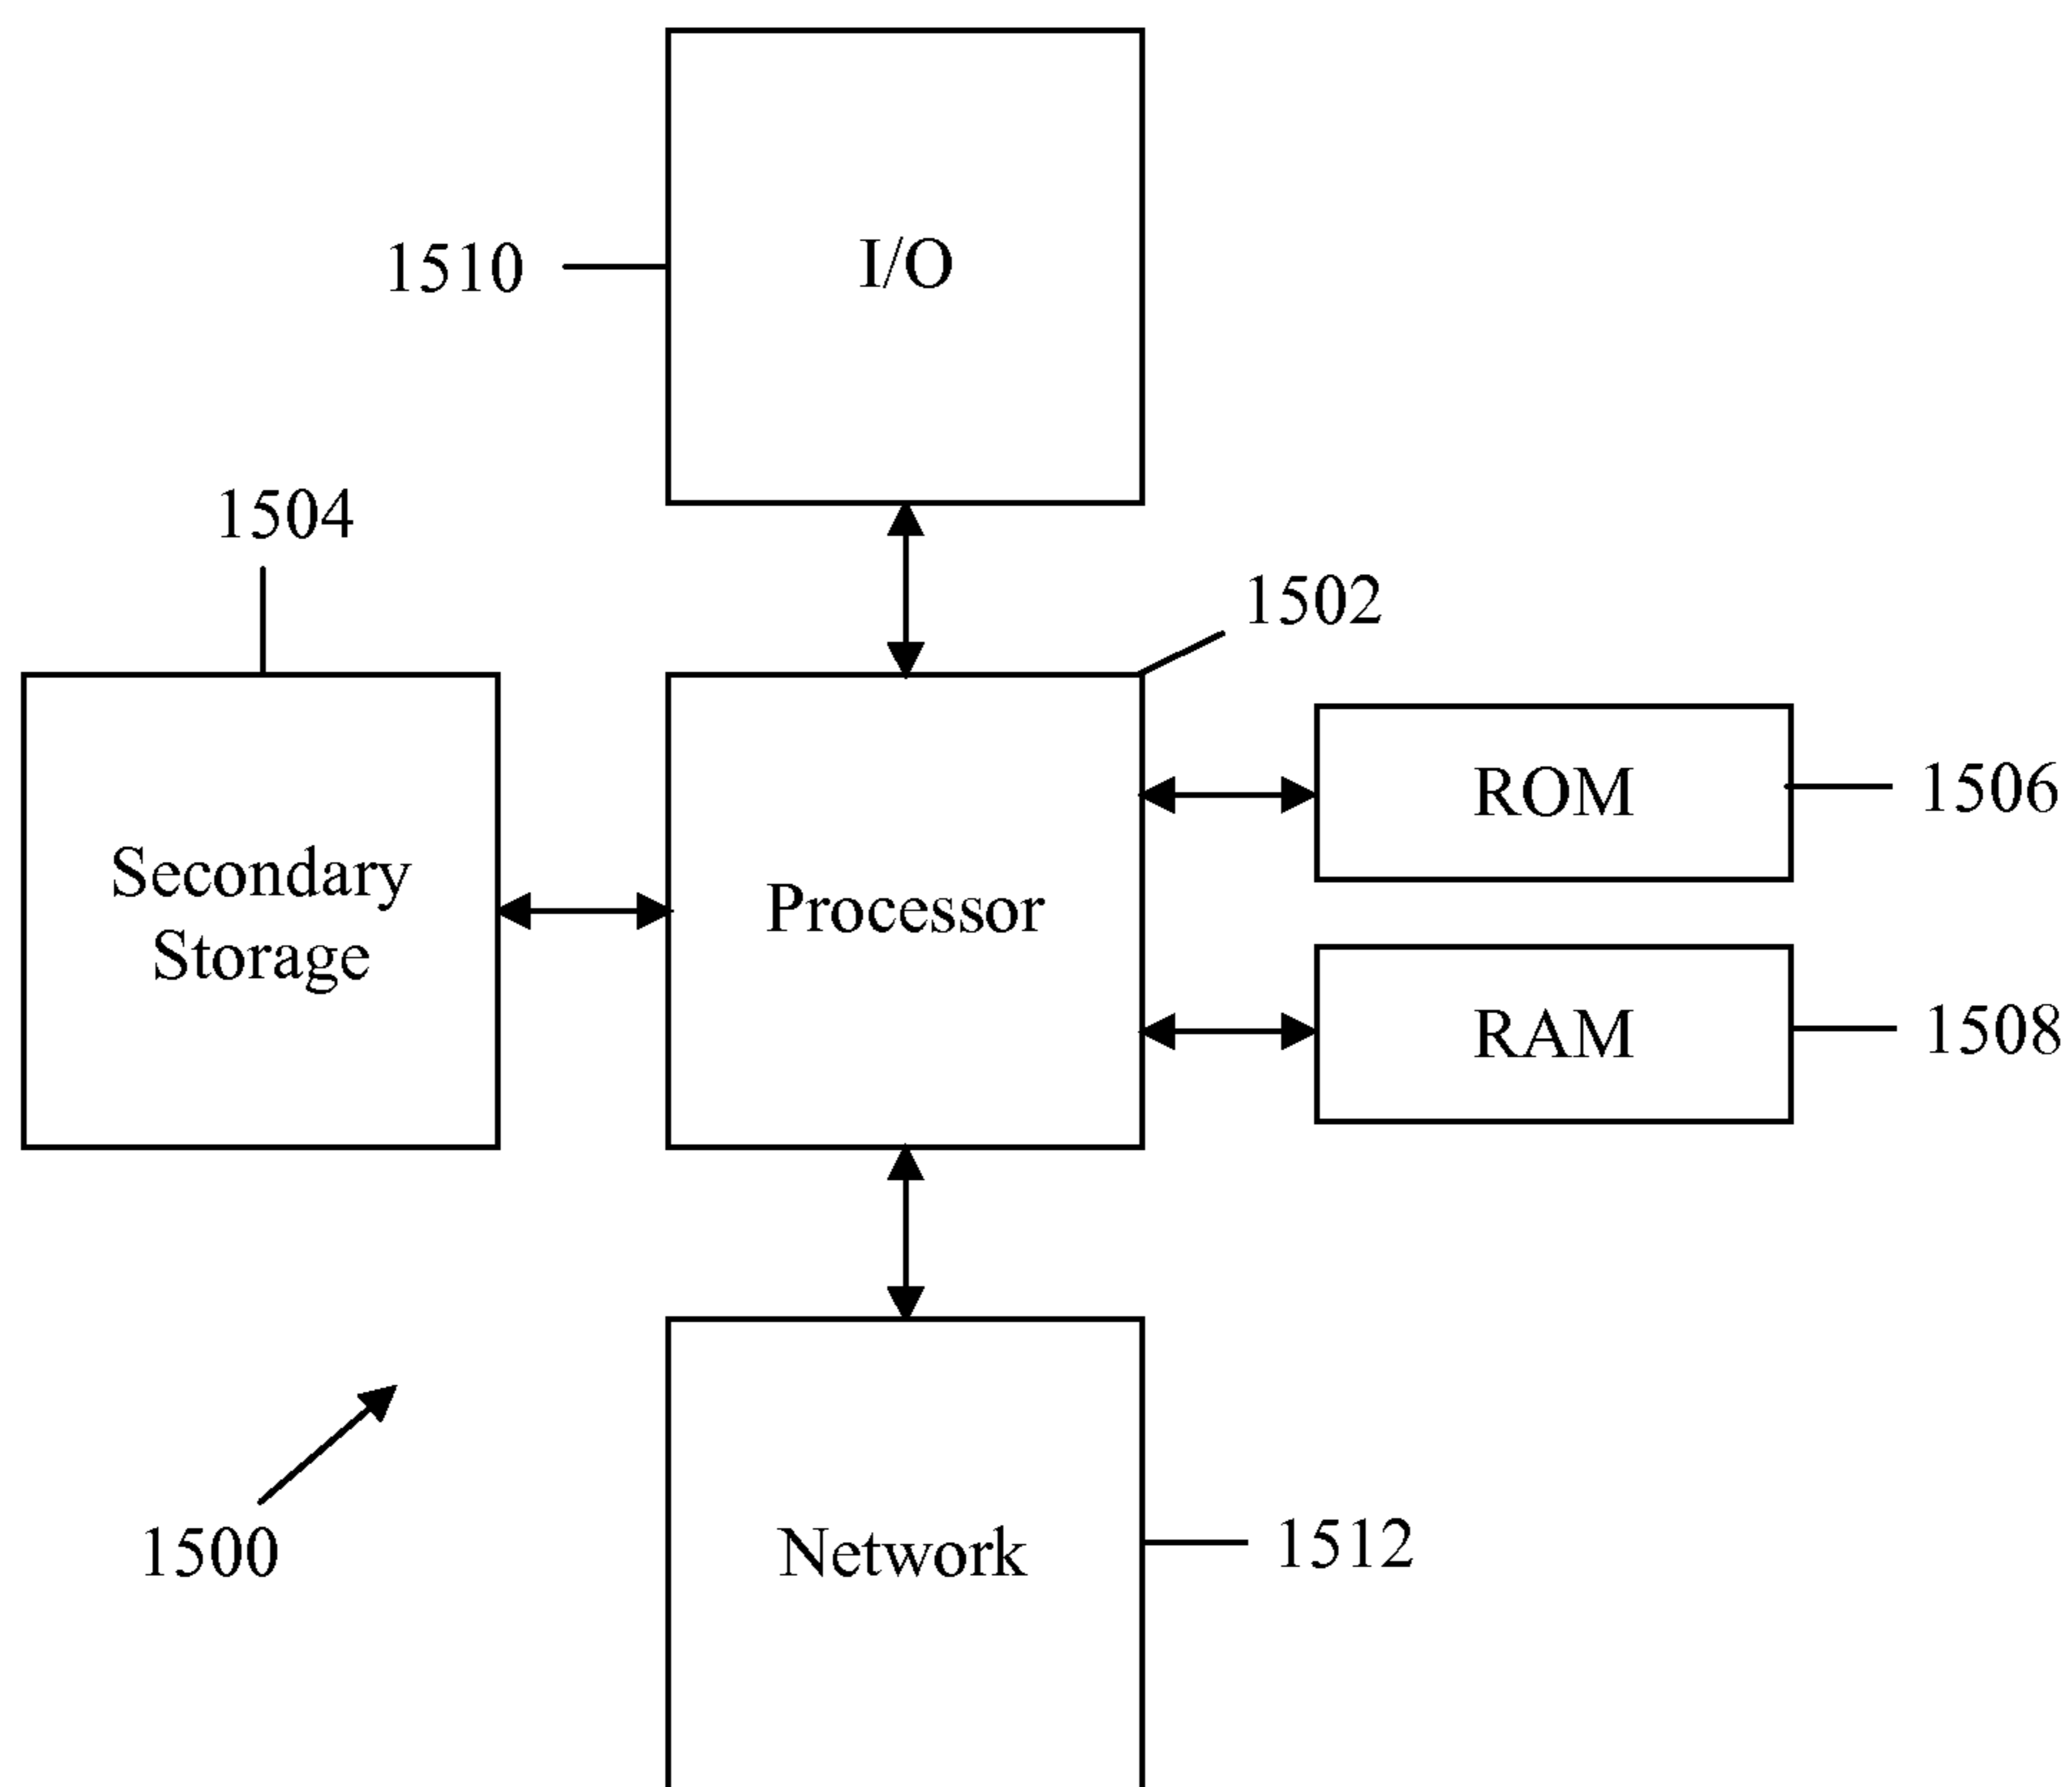 1510
I/O
1504
1502
ROM
1506
Secondary
Storage
Processor
RAM
1508
1500
Network
1512